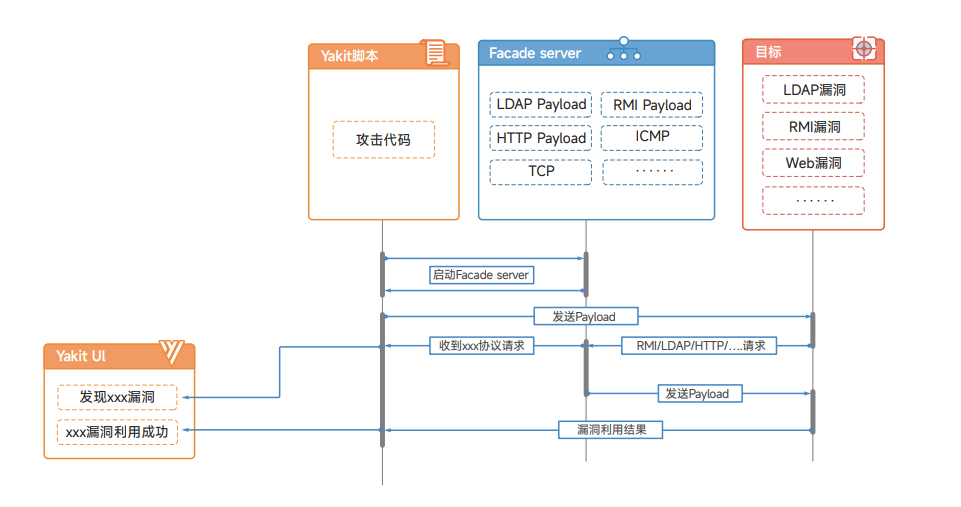 Yakit脚本
攻击代码
Facade server
LDAP Payload
RMI Payload
HTTP Payload
ICMP
TCP
······
目标
LDAP漏洞
RMI漏洞
Web漏洞
······
启动Facade server
发送Payload
收到xxx协议请求
RMI/LDAP/HTTP/....请求
发送Payload
漏洞利用结果
Yakit UI
发现xxx漏洞
xxx漏洞利用成功